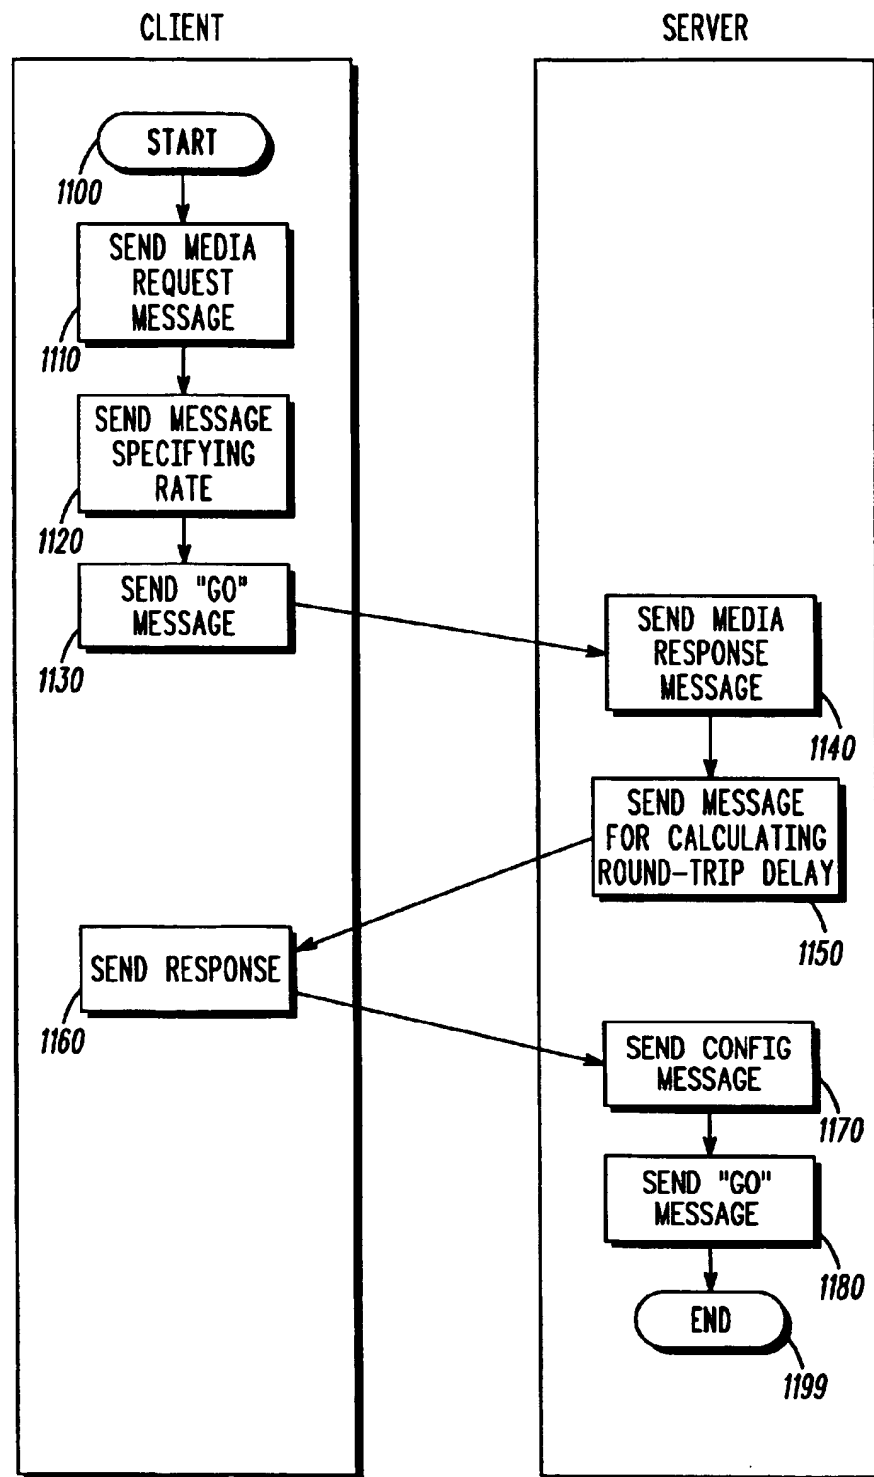 CLIENT
SERVER
START
1100
SEND MEDIA
REQUEST
MESSAGE
1110
SEND MESSAGE
SPECIFYING
RATE
1120
SEND "GO"
MESSAGE
1130
SEND MEDIA
RESPONSE
MESSAGE
1140
SEND MESSAGE
FOR CALCULATING
ROUND-TRIP DELAY
1150
SEND RESPONSE
1160
SEND CONFIG
MESSAGE
1170
SEND "GO"
MESSAGE
1180
END
1199